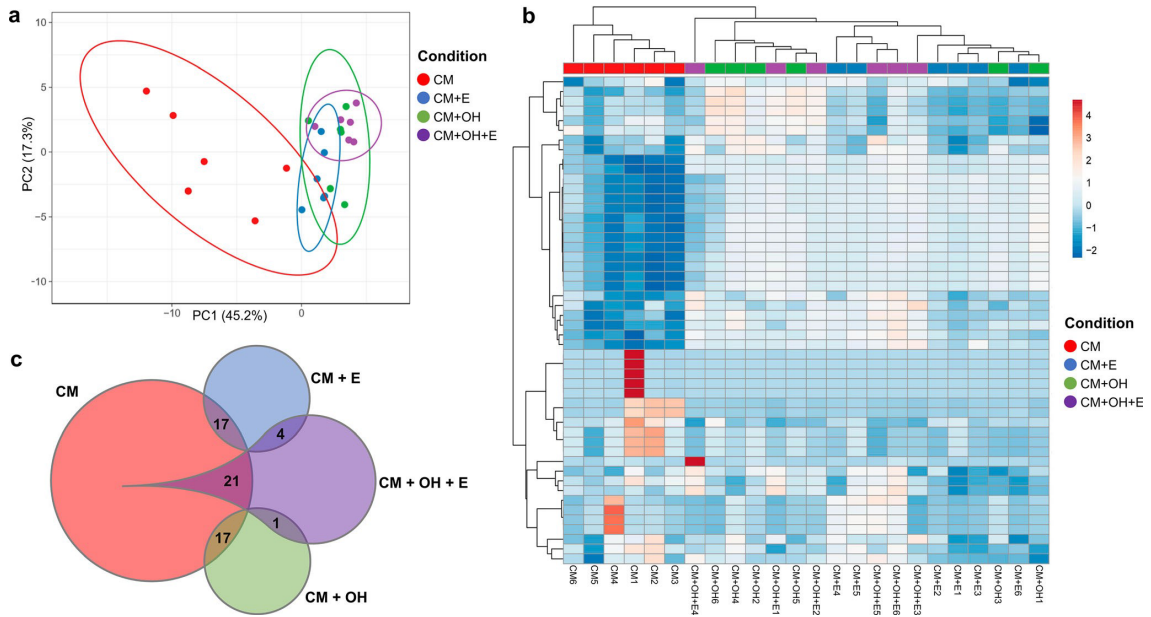 a
10
5
0
−5
−10
PC2 (17.3%)
−10
0
PC1 (45.2%)
Condition
CM
CM+E
CM+OH
CM+OH+E
b
4
3
2
1
0
−1
−2
Condition
CM
CM+E
CM+OH
CM+OH+E
CM6
CM5
CM4
CM1
CM2
CM3
CM+OH+E4
CM+OH6
CM+OH4
CM+OH2
CM+OH+E1
CM+OH5
CM+OH+E2
CM+E4
CM+E5
CM+OH+E5
CM+OH+E6
CM+OH+E3
CM+E2
CM+E1
CM+E3
CM+OH3
CM+E6
CM+OH1
c
CM
CM + E
17
4
21
CM + OH + E
1
17
CM + OH